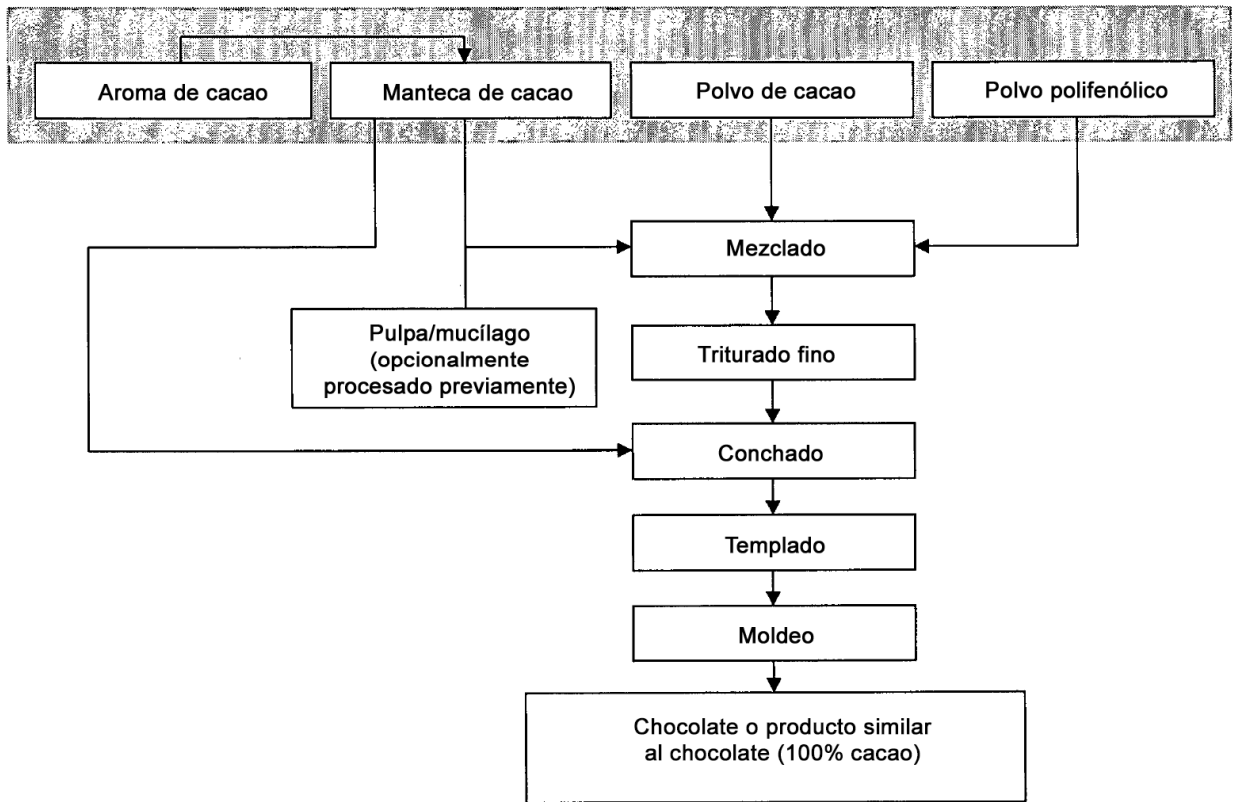 Aroma de cacao
Manteca de cacao
Polvo de cacao
Polvo polifenólico
Mezclado
Pulpa/mucílago
(opcionalmente
procesado previamente)
Triturado fino
Conchado
Templado
Moldeo
Chocolate o producto similar
al chocolate (100% cacao)